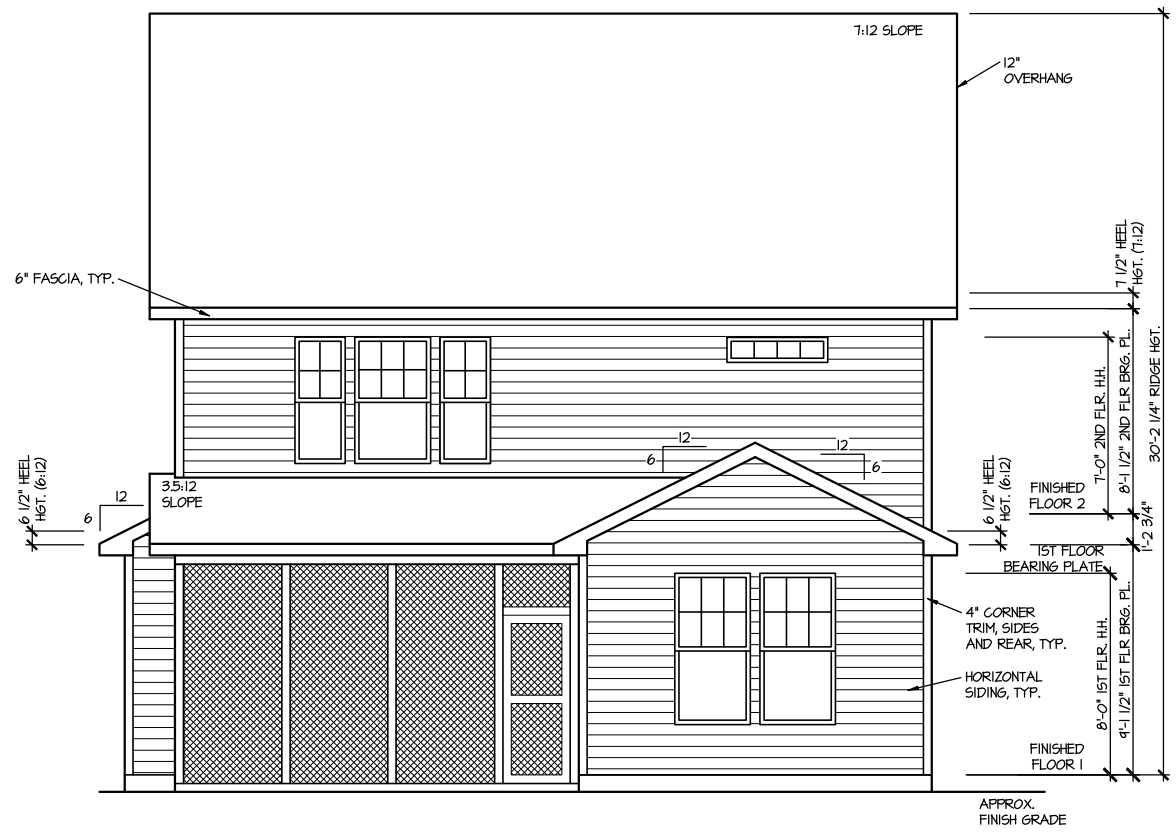 7:12 SLOPE
12"
OVERHANG
6" FASCIA, TYP.
7 1/2" HEEL
HGT. (7:12)
30'-2 1/4" RIDGE HGT.
7'-0" 2ND FLR. H.H.
8'-1 1/2" 2ND FLR BRG. PL.
12
6
12
6
6 1/2" HEEL
HGT. (6:12)
12
6
3.5:12
SLOPE
6 1/2" HEEL
HGT. (6:12)
FINISHED
FLOOR 2
1'-2 3/4"
1ST FLOOR
BEARING PLATE
4" CORNER
TRIM, SIDES
AND REAR, TYP.
HORIZONTAL
SIDING, TYP.
8'-0" 1ST FLR. H.H.
9'-1 1/2" 1ST FLR BRG. PL.
FINISHED
FLOOR 1
APPROX.
FINISH GRADE